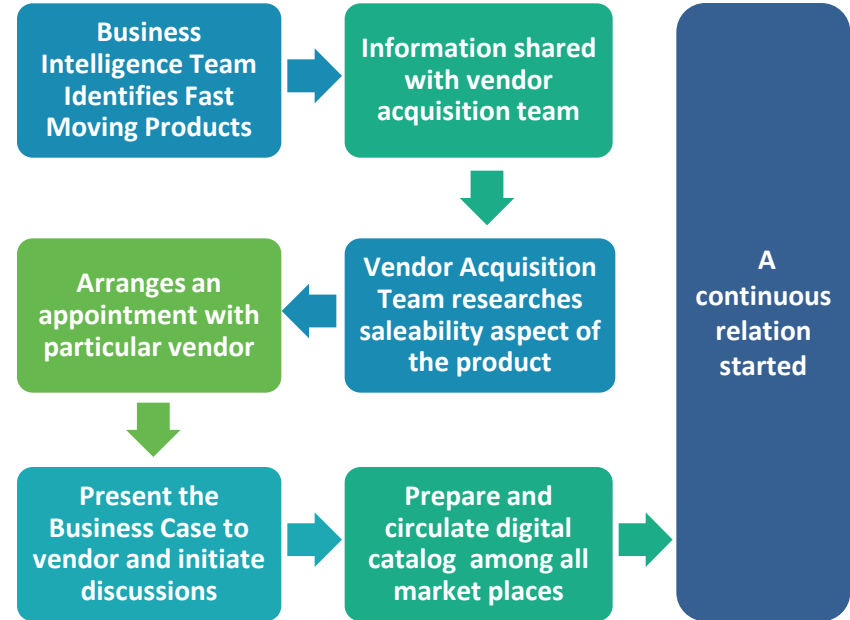 Business
Intelligence Team
Identifies Fast
Moving Products
Information shared
with vendor
acquisition team
Vendor Acquisition
Team researches
saleability aspect of
the product
Arranges an
appointment with
particular vendor
Present the
Business Case to
vendor and initiate
discussions
Prepare and
circulate digital
catalog  among all
market places
A
continuous
relation
started